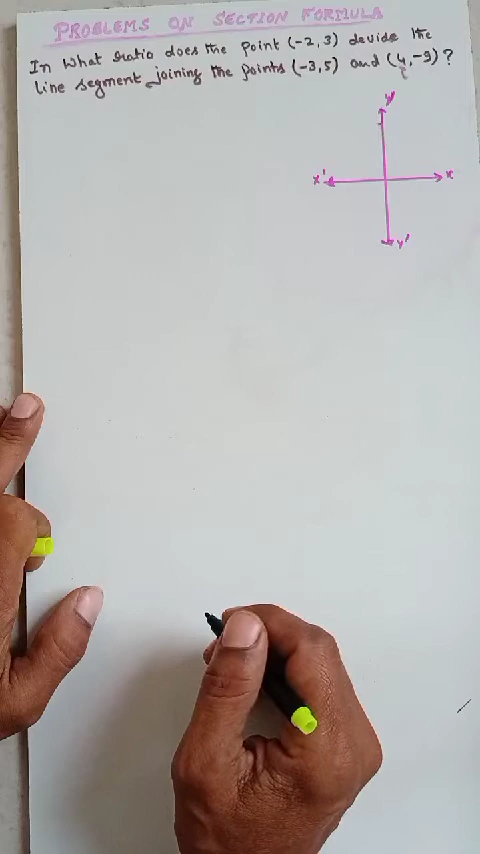 PROBLEMS ON SECTION FORMULA
In What ratio does the point (-2,3) devide the
line segment joining the points (-3,5) and (4,-9)?
y
x' x
y'